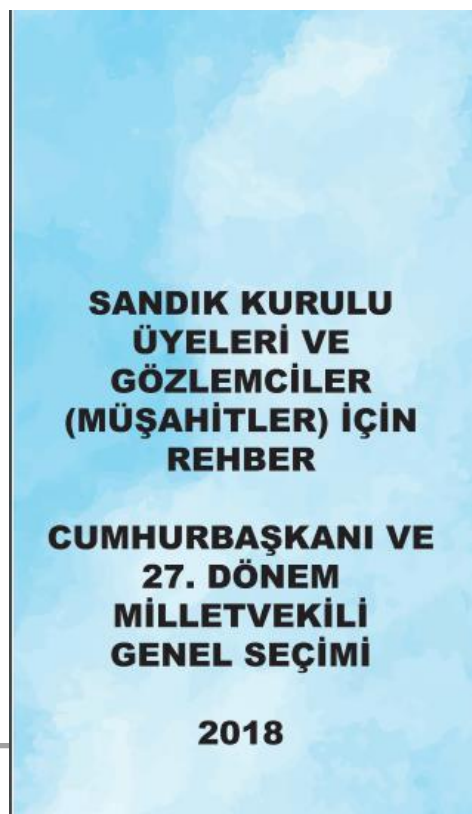 SANDIK KURULU
ÜYELERİ VE
GÖZLEMCİLER
(MÜŞAHİTLER) İÇİN
REHBER
CUMHURBAŞKANI VE
27. DÖNEM
MİLLETVEKİLİ
GENEL SEÇİMİ
2018